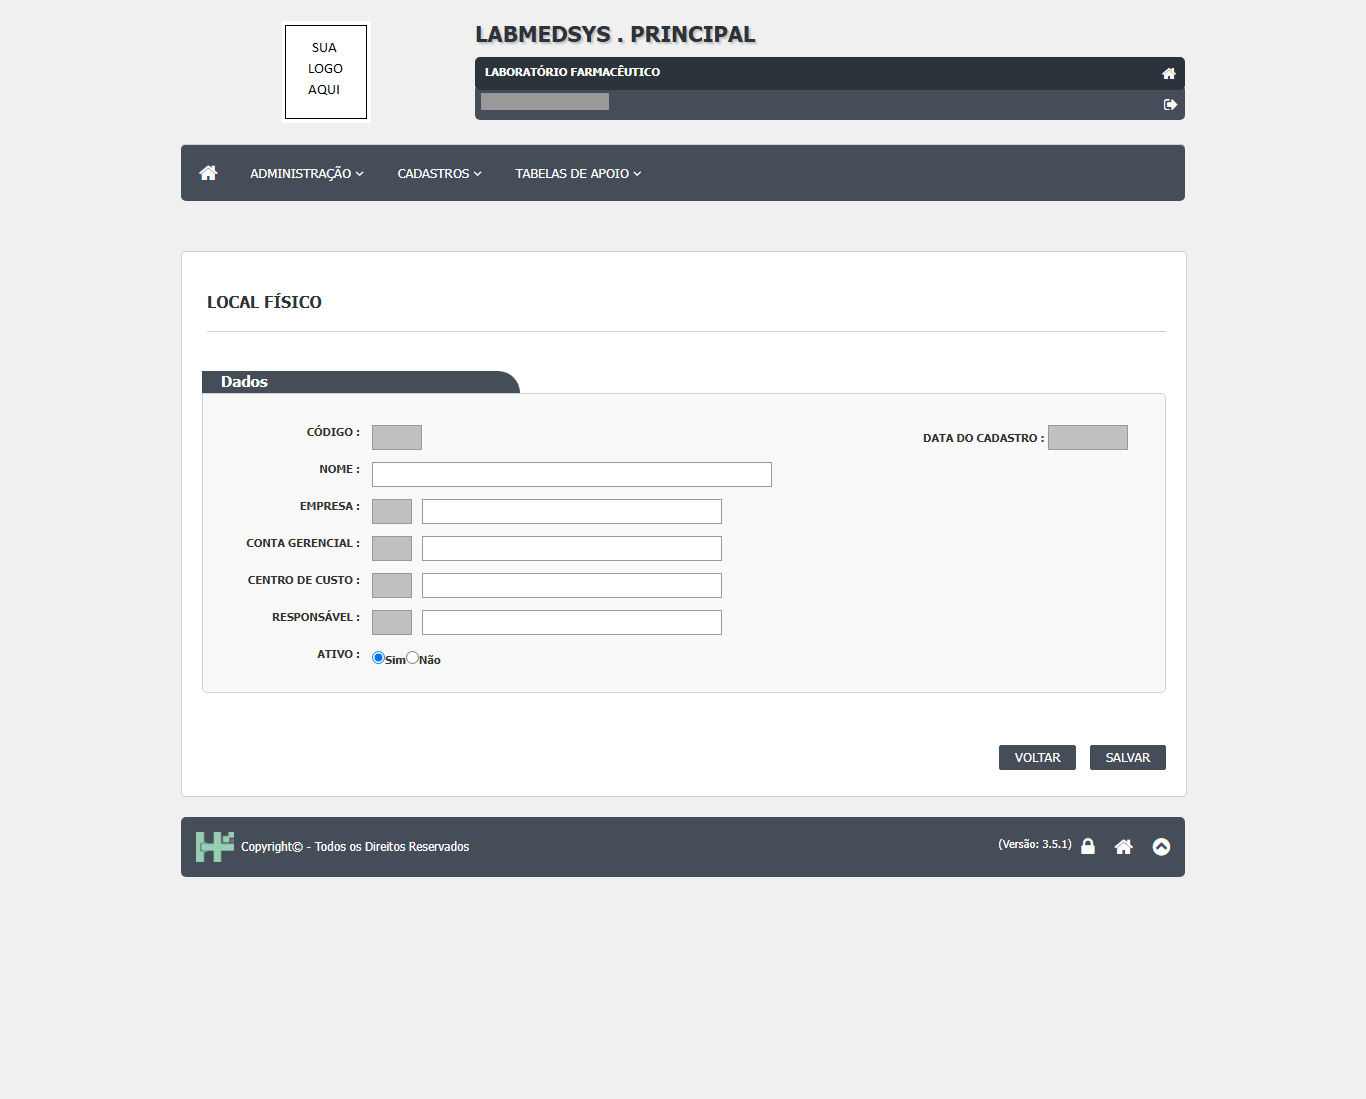 SUA
LOGO
AQUI
LABMEDSYS . PRINCIPAL
LABORATÓRIO FARMACÊUTICO
ADMINISTRAÇÃO CADASTROS TABELAS DE APOIO
LOCAL FÍSICO
Dados
CÓDIGO : DATA DO CADASTRO :
NOME :
EMPRESA :
CONTA GERENCIAL :
CENTRO DE CUSTO :
RESPONSÁVEL :
ATIVO : Sim Não
VOLTAR SALVAR
Copyright© - Todos os Direitos Reservados (Versão: 3.5.1)